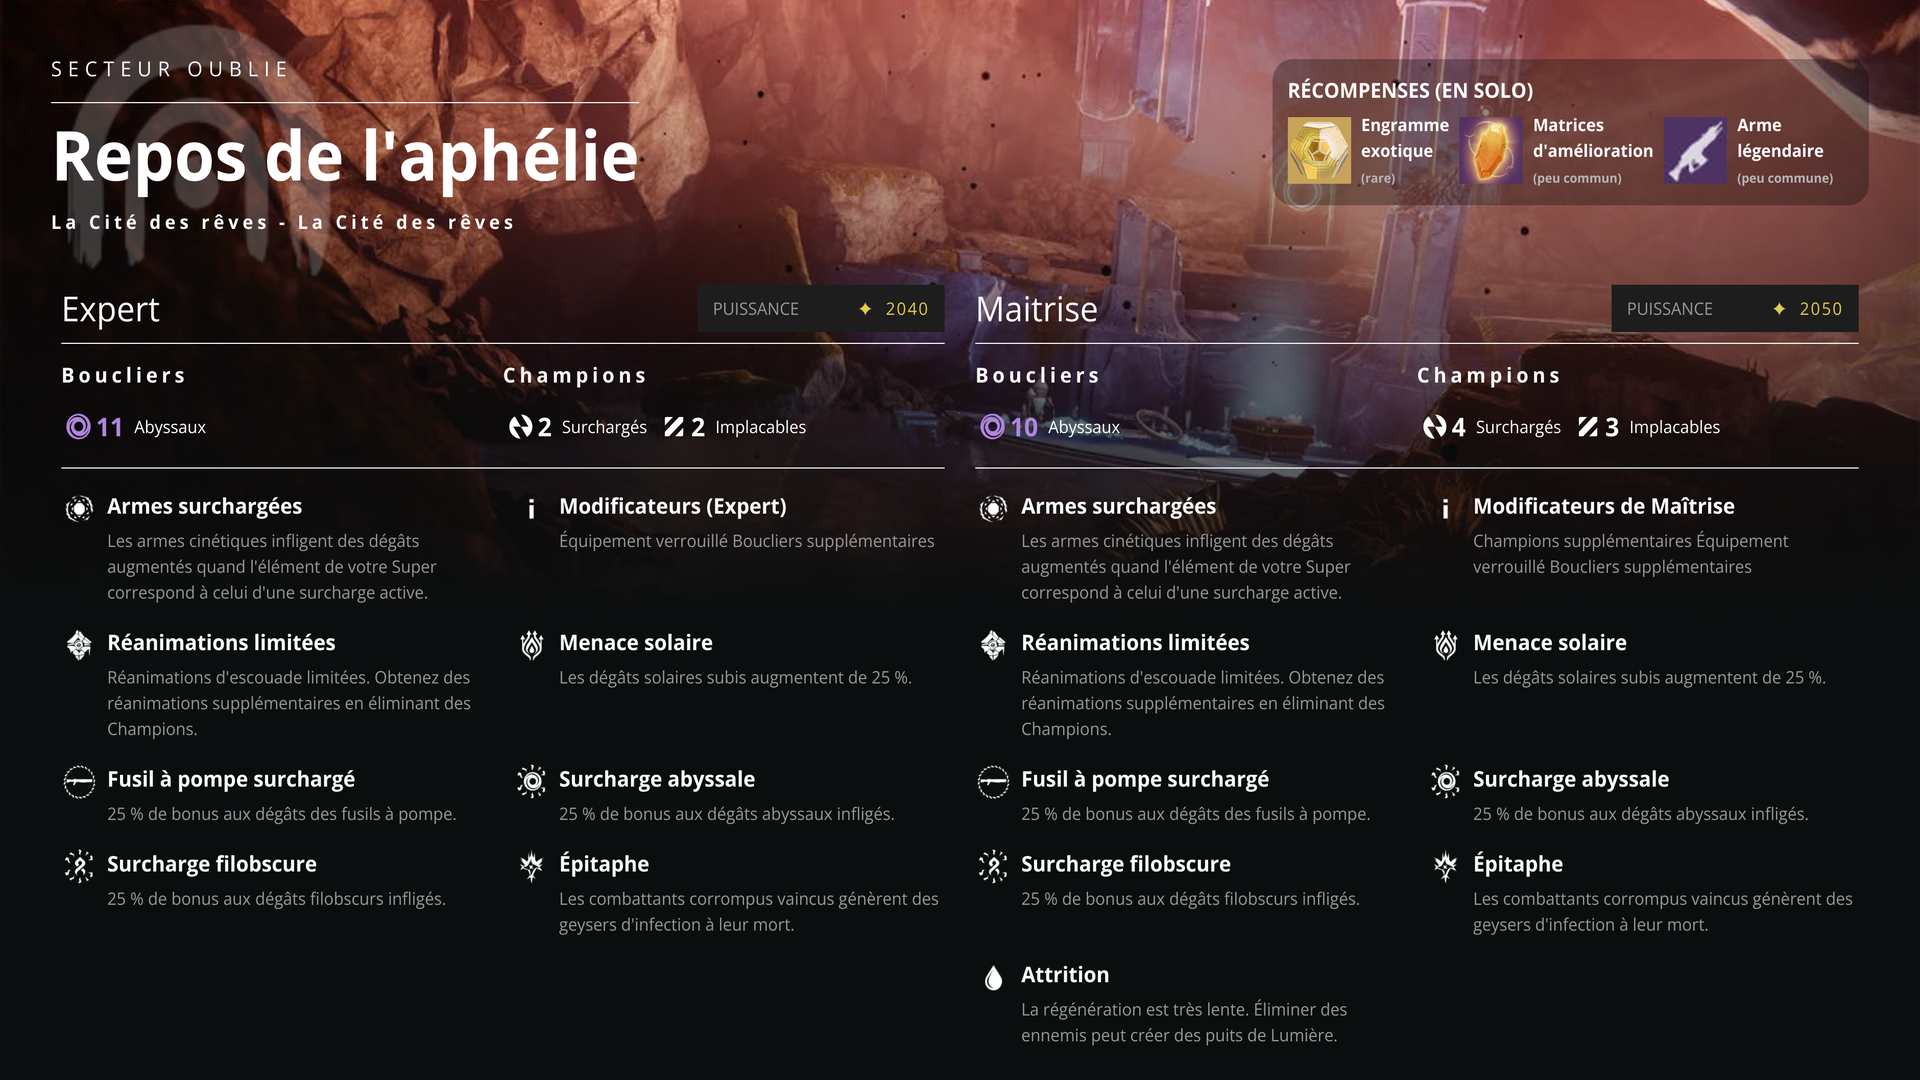 SECTEUR OUBLIE
Repos de l'aphélie
La Cité des rêves - La Cité des rêves
RÉCOMPENSES (EN SOLO)
Engramme
exotique
(rare)
Matrices
d'amélioration
(peu commun)
Arme
légendaire
(peu commune)
Expert
PUISSANCE 2040
Boucliers
11 Abyssaux
Champions
2 Surchargés 2 Implacables
Armes surchargées
Les armes cinétiques infligent des dégâts
augmentés quand l'élément de votre Super
correspond à celui d'une surcharge active.
Modificateurs (Expert)
Équipement verrouillé Boucliers supplémentaires
Réanimations limitées
Réanimations d'escouade limitées. Obtenez des
réanimations supplémentaires en éliminant des
Champions.
Menace solaire
Les dégâts solaires subis augmentent de 25 %.
Fusil à pompe surchargé
25 % de bonus aux dégâts des fusils à pompe.
Surcharge abyssale
25 % de bonus aux dégâts abyssaux infligés.
Surcharge filobscure
25 % de bonus aux dégâts filobscurs infligés.
Épitaphe
Les combattants corrompus vaincus génèrent des
geysers d'infection à leur mort.
Maitrise
PUISSANCE 2050
Boucliers
10 Abyssaux
Champions
4 Surchargés 3 Implacables
Armes surchargées
Les armes cinétiques infligent des dégâts
augmentés quand l'élément de votre Super
correspond à celui d'une surcharge active.
Modificateurs de Maîtrise
Champions supplémentaires Équipement
verrouillé Boucliers supplémentaires
Réanimations limitées
Réanimations d'escouade limitées. Obtenez des
réanimations supplémentaires en éliminant des
Champions.
Menace solaire
Les dégâts solaires subis augmentent de 25 %.
Fusil à pompe surchargé
25 % de bonus aux dégâts des fusils à pompe.
Surcharge abyssale
25 % de bonus aux dégâts abyssaux infligés.
Surcharge filobscure
25 % de bonus aux dégâts filobscurs infligés.
Épitaphe
Les combattants corrompus vaincus génèrent des
geysers d'infection à leur mort.
Attrition
La régénération est très lente. Éliminer des
ennemis peut créer des puits de Lumière.